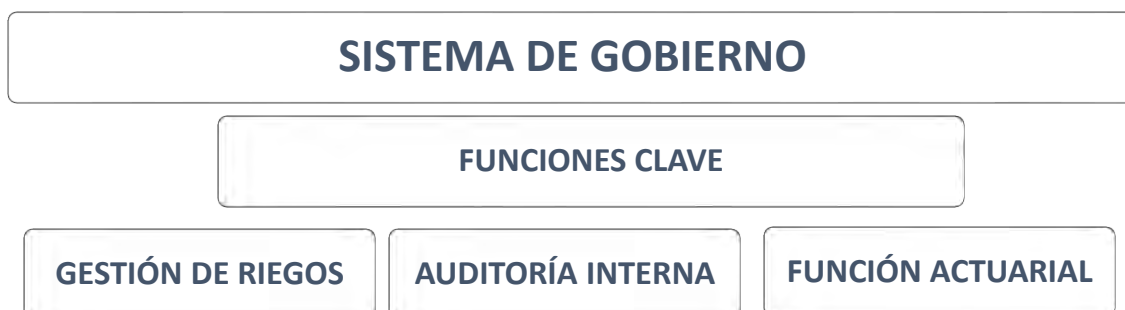 SISTEMA DE GOBIERNO
FUNCIONES CLAVE
GESTIÓN DE RIEGOS
AUDITORÍA INTERNA
FUNCIÓN ACTUARIAL